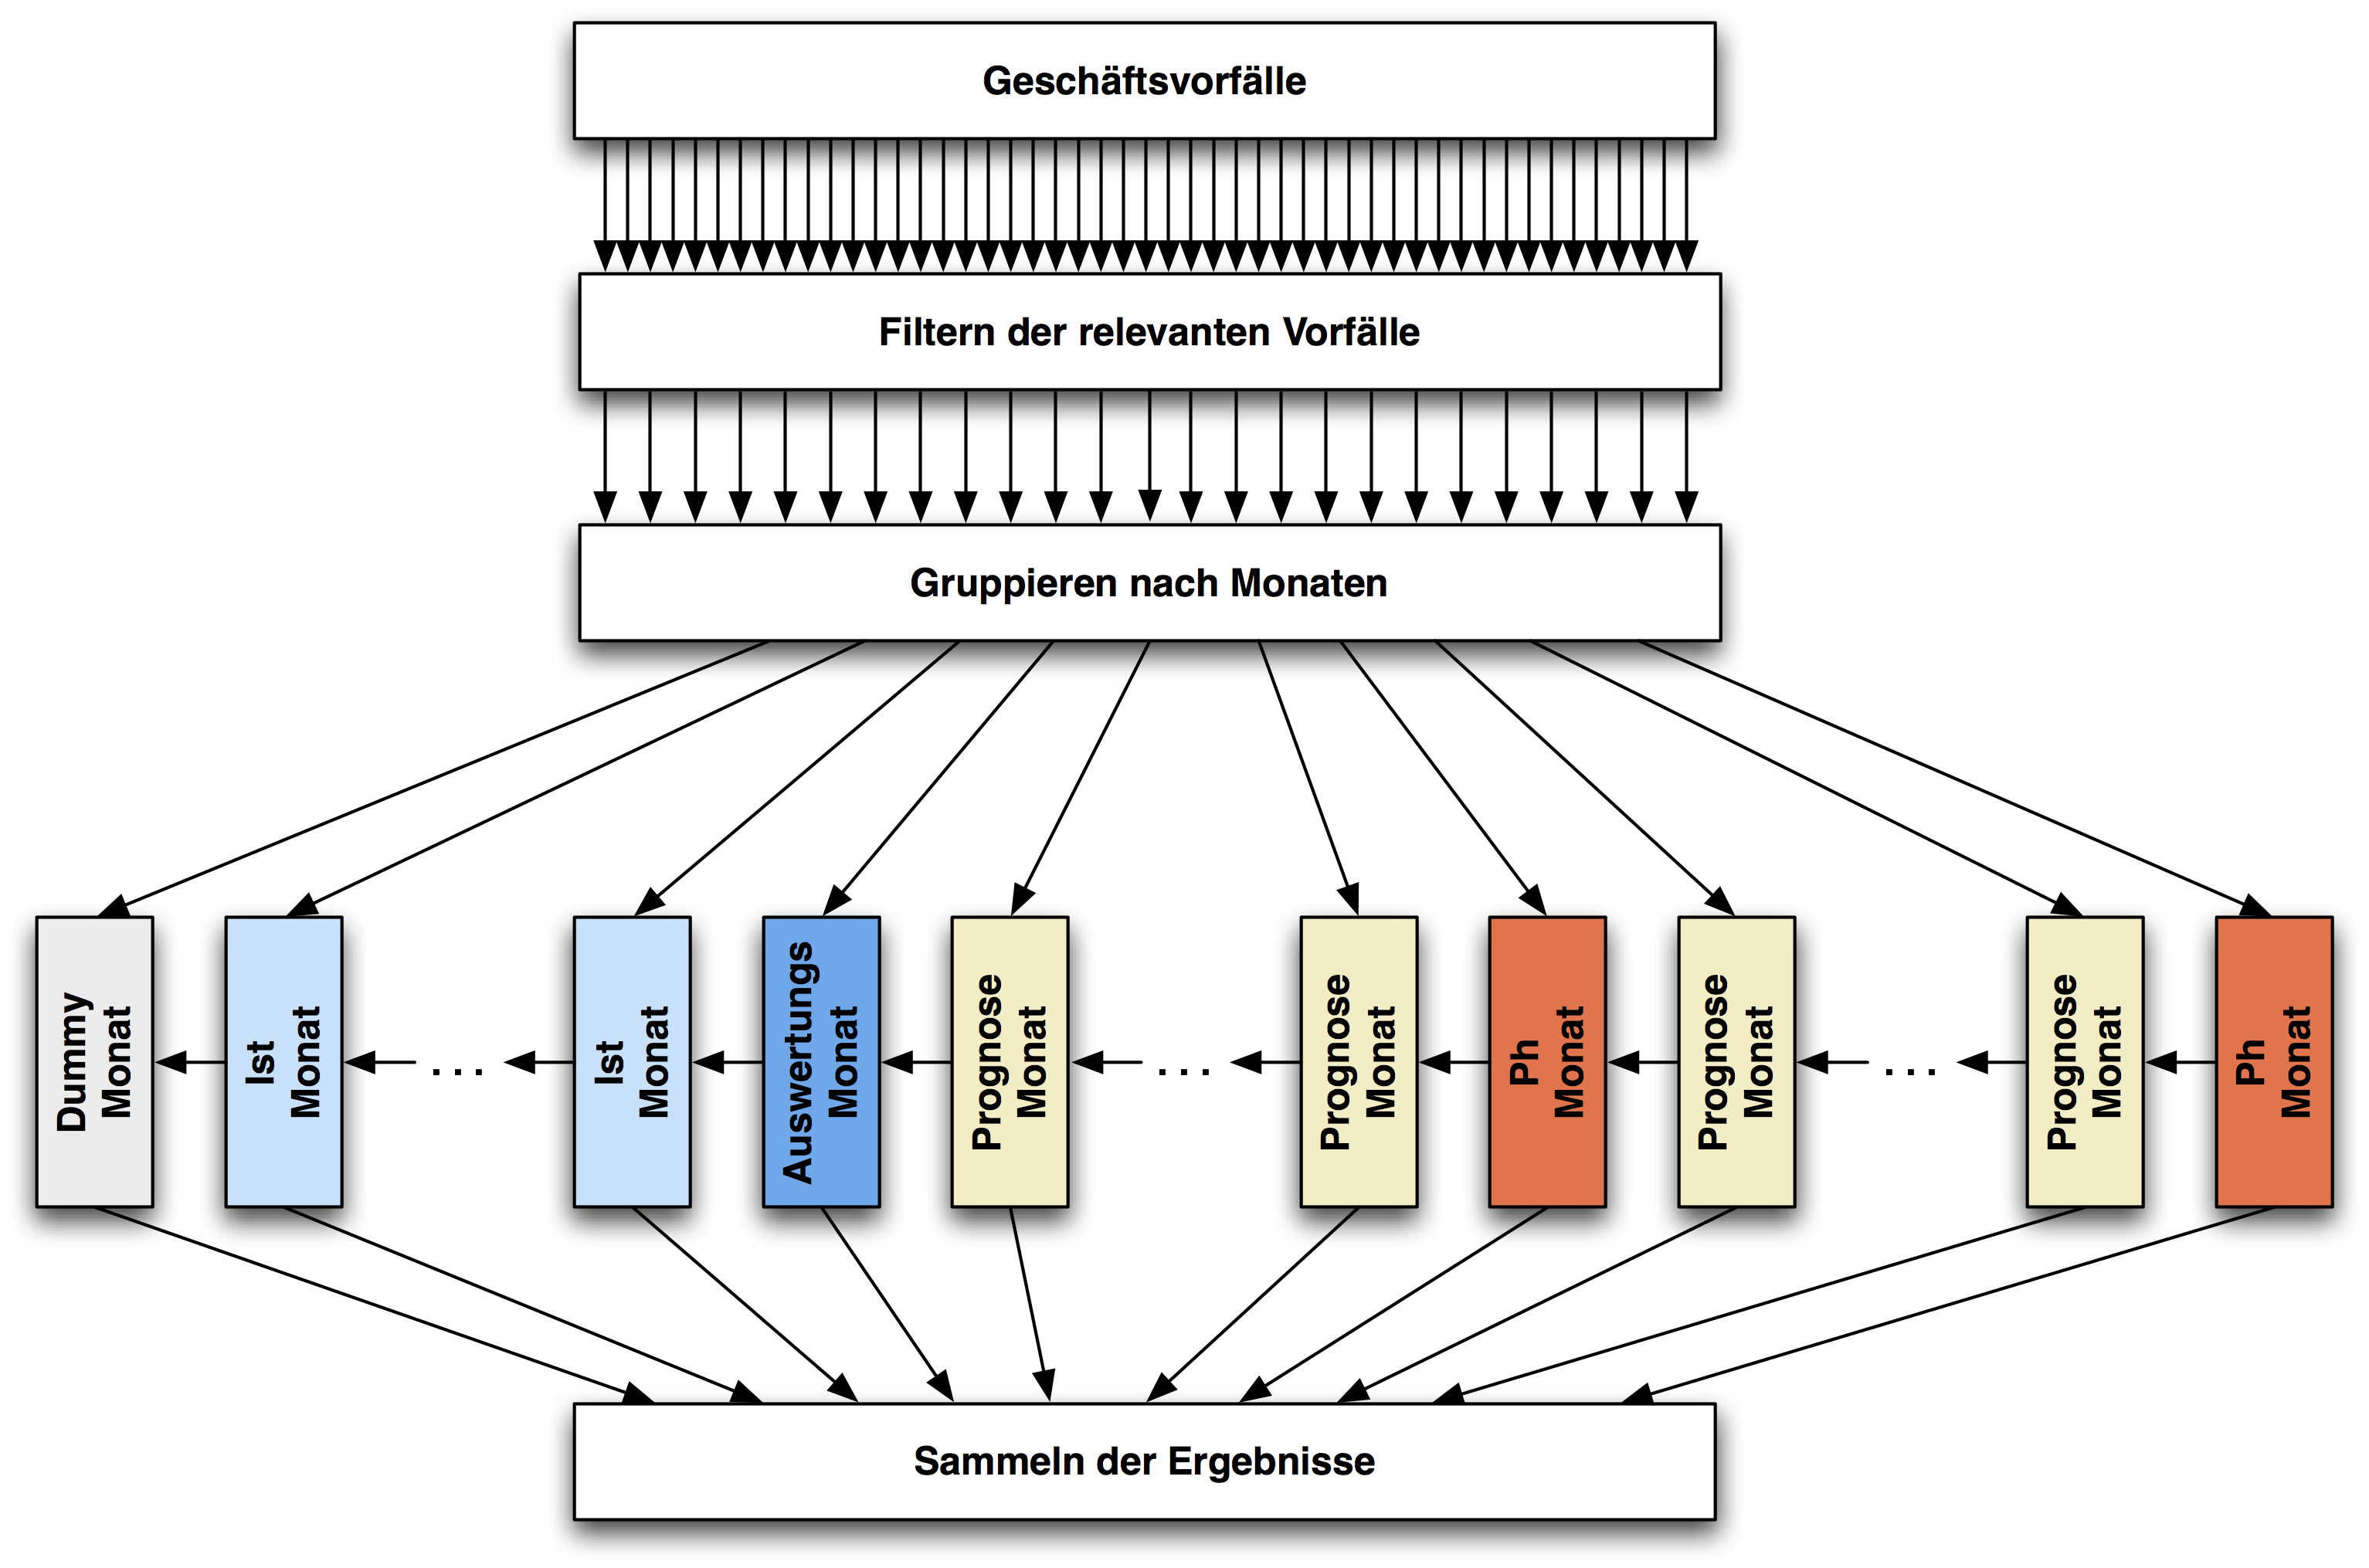 Geschäftsvorfälle
Filtern der relevanten Vorfälle
Gruppieren nach Monaten
Dummy
Monat
Ist
Monat
...
Ist
Monat
Auswertungs
Monat
Prognose
Monat
...
Prognose
Monat
Ph
Monat
Prognose
Monat
...
Prognose
Monat
Ph
Monat
Sammeln der Ergebnisse